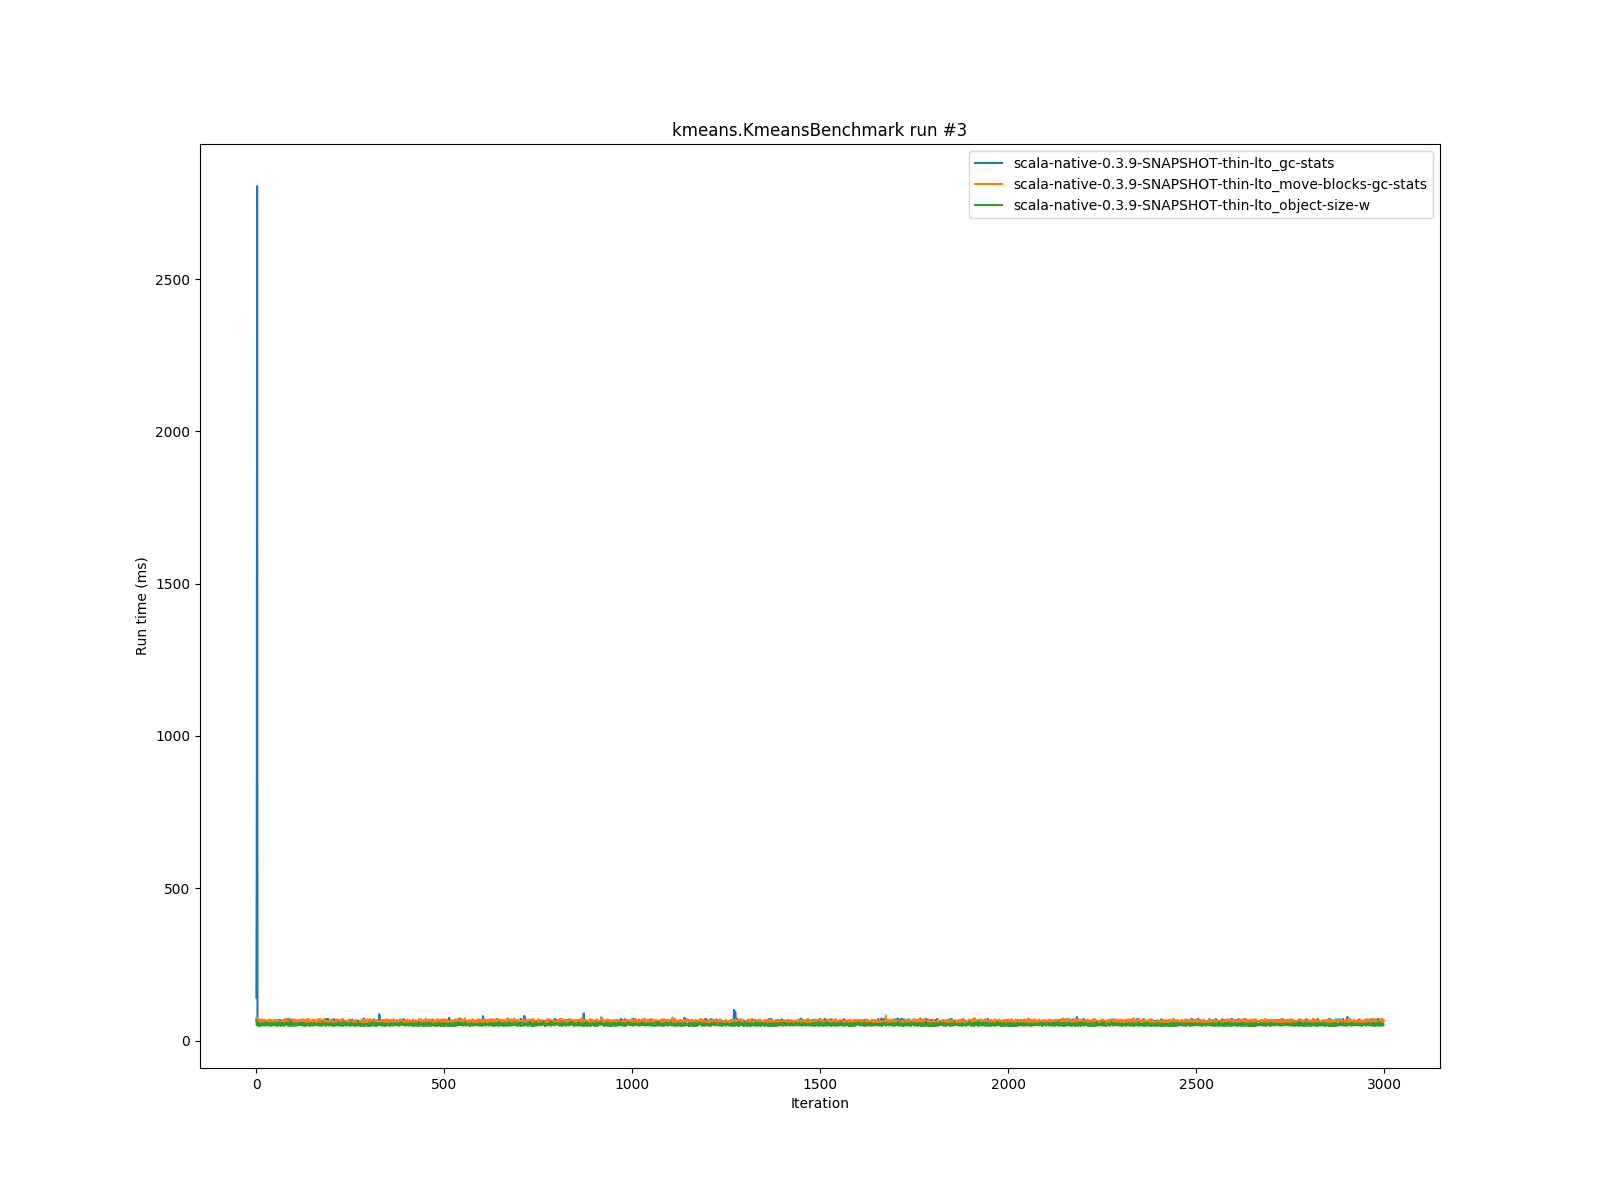 kmeans.KmeansBenchmark run #3
scala-native-0.3.9-SNAPSHOT-thin-lto_gc-stats
scala-native-0.3.9-SNAPSHOT-thin-lto_move-blocks-gc-stats
scala-native-0.3.9-SNAPSHOT-thin-lto_object-size-w
Run time (ms)
2500
2000
1500
1000
500
0
0 500 1000 1500 2000 2500 3000
Iteration